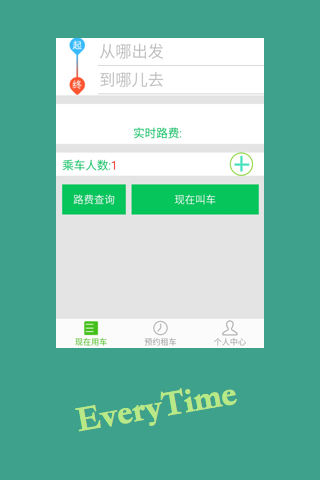 起 从哪出发
终 到哪儿去
实时路费:
乘车人数:1
路费查询 现在叫车
现在用车 预约租车 个人中心
EveryTime